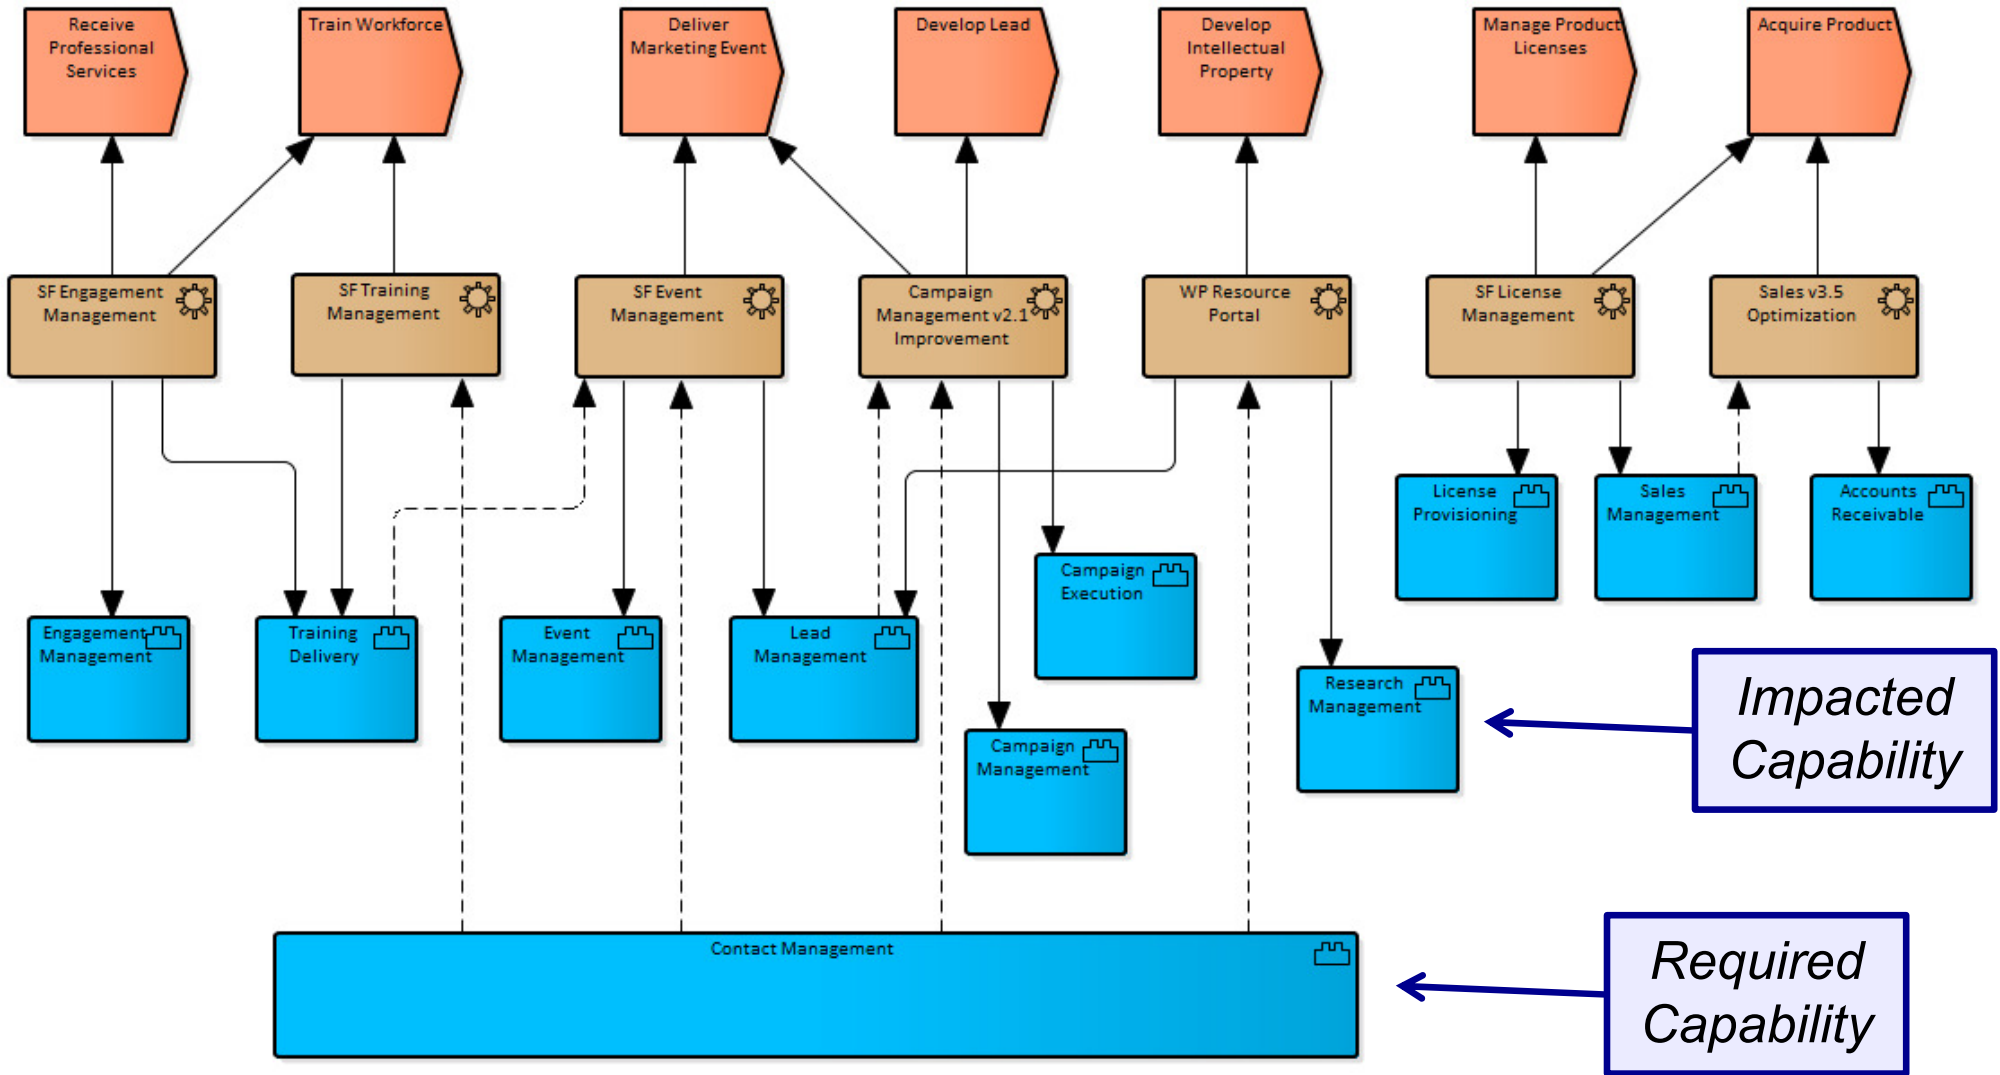 Receive
Professional
Services
Train Workforce
Deliver
Marketing Event
Develop Lead
Develop
Intellectual
Property
Manage Product
Licenses
Acquire Product
SF Engagement
Management
SF Training
Management
SF Event
Management
Campaign
Management v2.1
Improvement
WP Resource
Portal
SF License
Management
Sales v3.5
Optimization
License
Provisioning
Sales
Management
Accounts
Receivable
Campaign
Execution
Engagement
Management
Training
Delivery
Event
Management
Lead
Management
Research
Management
Impacted
Capability
Campaign
Management
Contact Management
Required
Capability